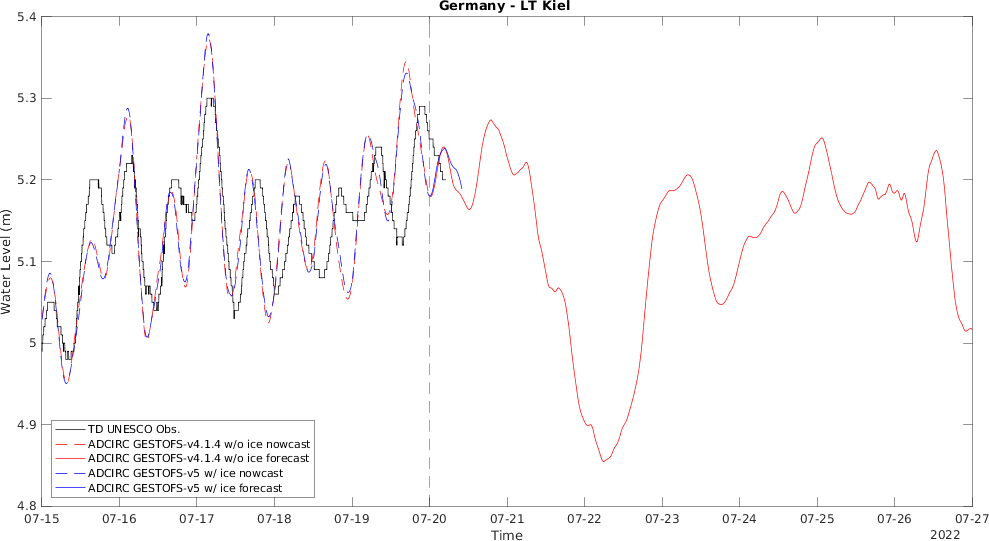 Germany - LT Kiel
5.4
5.3
5.2
5.1
5
4.9
4.8
Water Level (m)
TD UNESCO Obs.
ADCIRC GESTOFS-v4.1.4 w/o ice nowcast
ADCIRC GESTOFS-v4.1.4 w/o ice forecast
ADCIRC GESTOFS-v5 w/ ice nowcast
ADCIRC GESTOFS-v5 w/ ice forecast
07-15 07-16 07-17 07-18 07-19 07-20 07-21 07-22 07-23 07-24 07-25 07-26 07-27
Time
2022